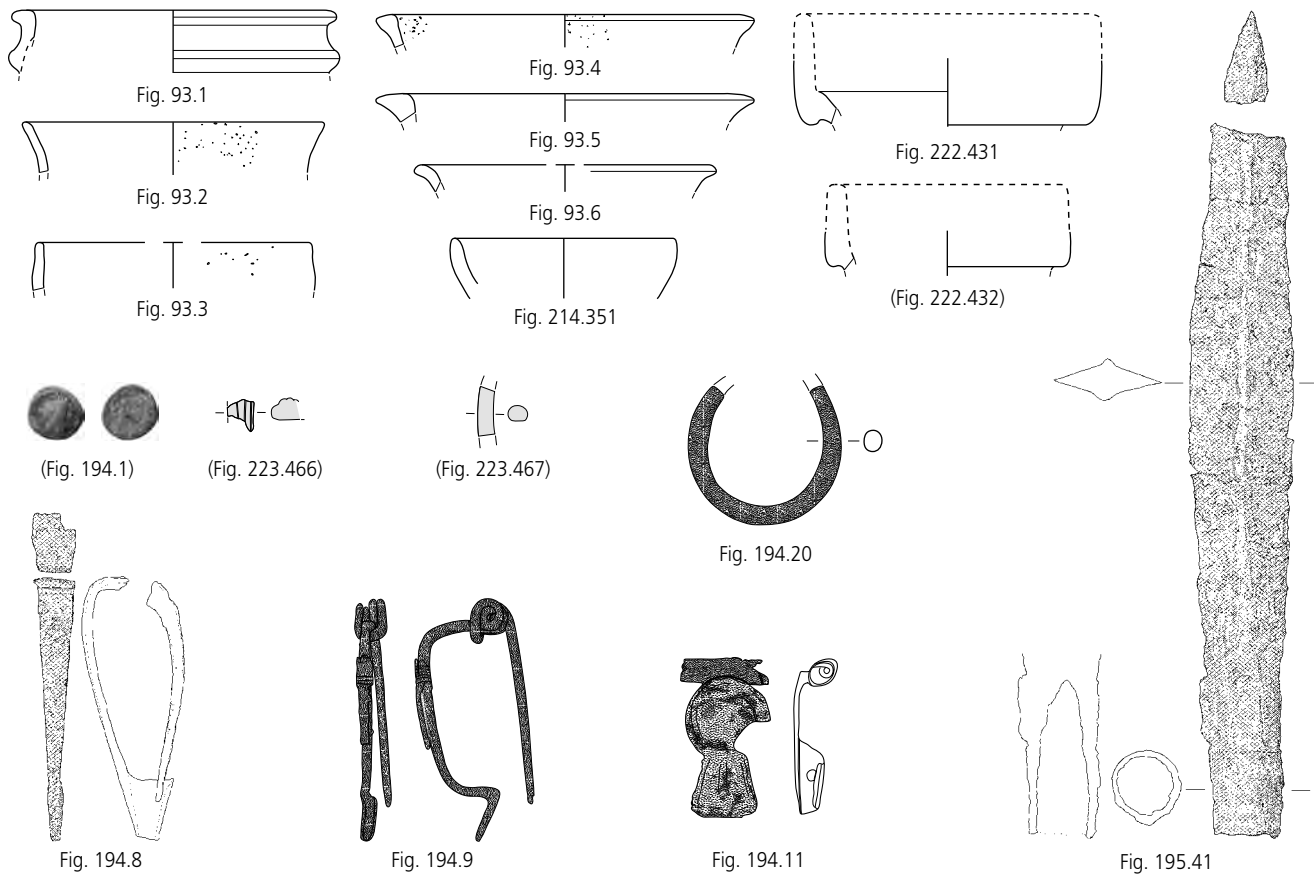 Fig. 93.1
Fig. 93.2
Fig. 93.3
Fig. 93.4
Fig. 93.5
Fig. 93.6
Fig. 214.351
Fig. 222.431
(Fig. 222.432)
(Fig. 194.1)
(Fig. 223.466)
(Fig. 223.467)
Fig. 194.20
Fig. 194.8
Fig. 194.9
Fig. 194.11
Fig. 195.41